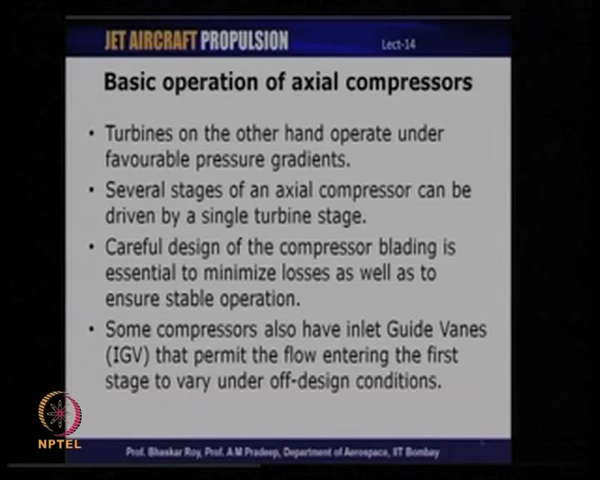 JET AIRCRAFT PROPULSION
Lect-14
Basic operation of axial compressors
• Turbines on the other hand operate under
favourable pressure gradients.
• Several stages of an axial compressor can be
driven by a single turbine stage.
• Careful design of the compressor blading is
essential to minimize losses as well as to
ensure stable operation.
• Some compressors also have inlet Guide Vanes
(IGV) that permit the flow entering the first
stage to vary under off-design conditions.
NPTEL
Prof. Bhaskar Roy, Prof. A M Pradeep, Department of Aerospace, IIT Bombay